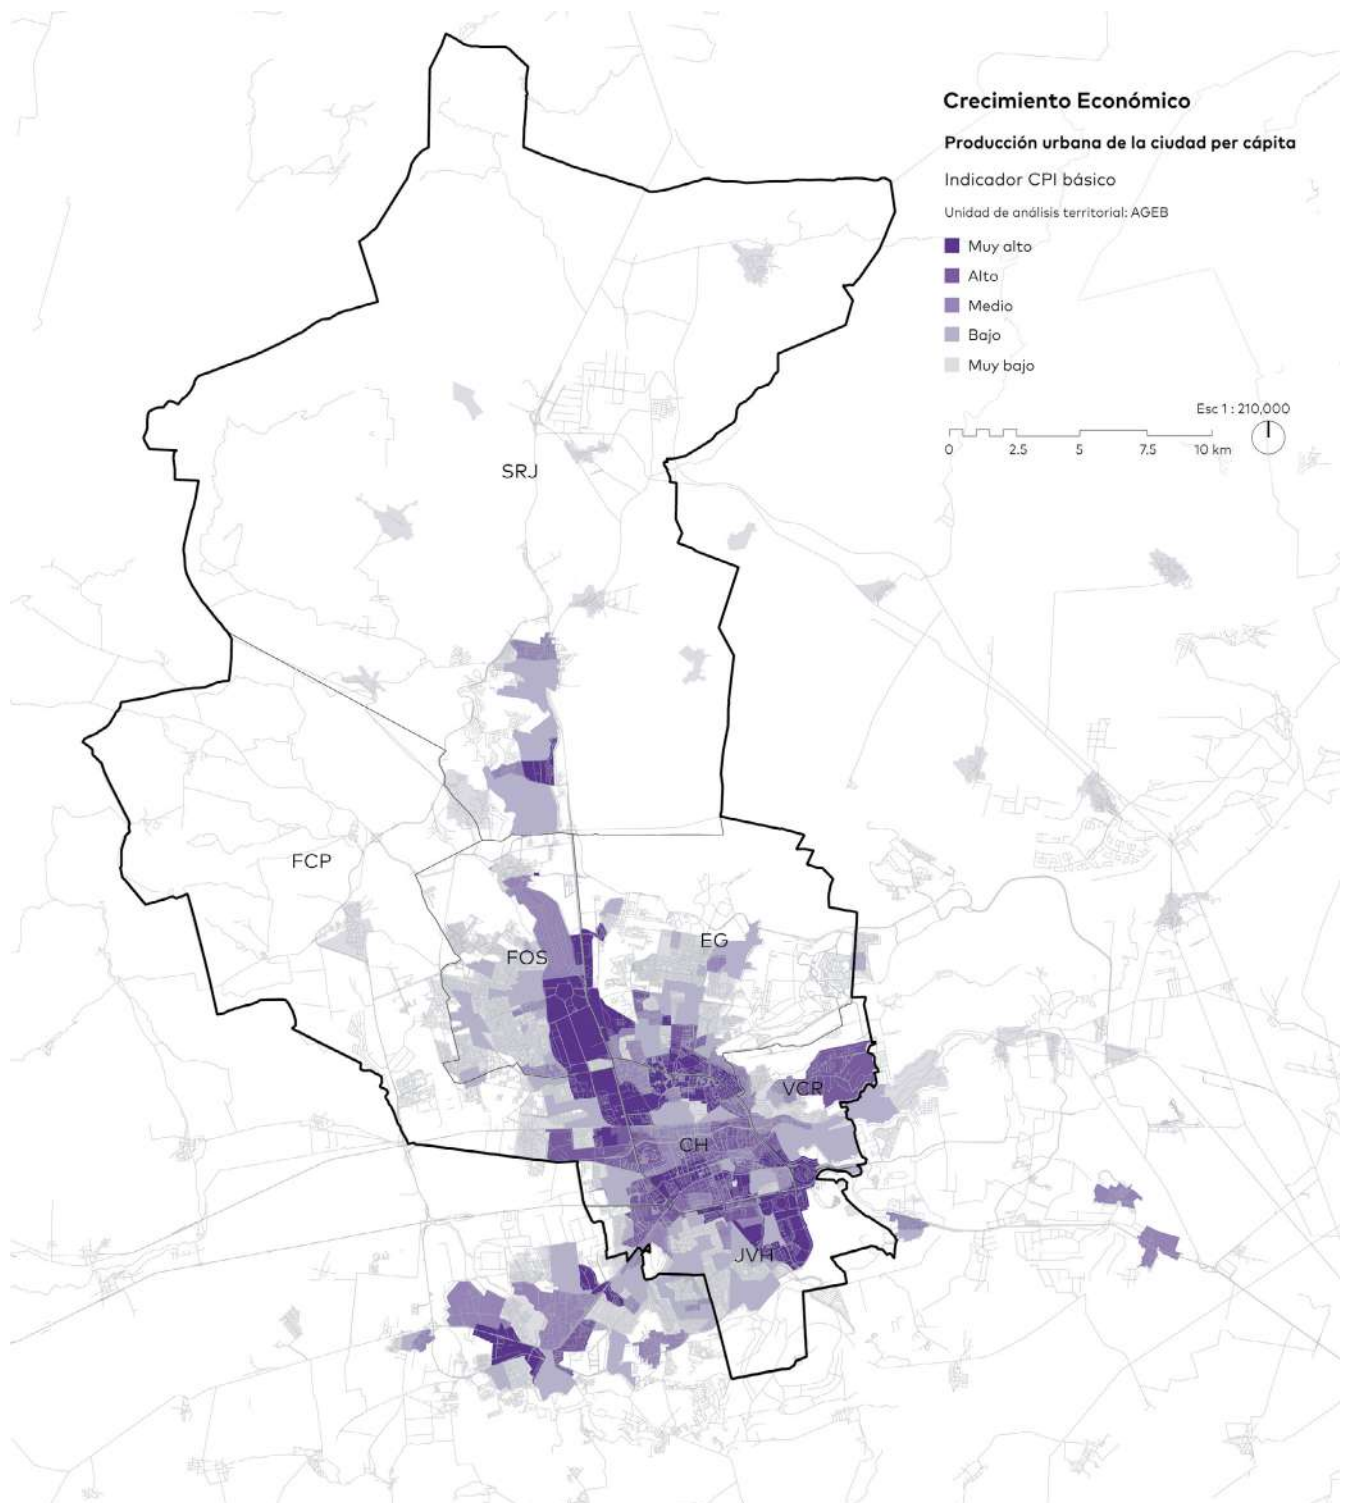 Crecimiento Económico
Producción urbana de la ciudad per cápita
Indicador CPI básico
Unidad de análisis territorial: AGEB
Muy alto
Alto
Medio
Bajo
Muy bajo
Esc 1 : 210,000
0 2.5 5 7.5 10 km
SRJ
FCP
EG
FOS
VCR
CH
JVH